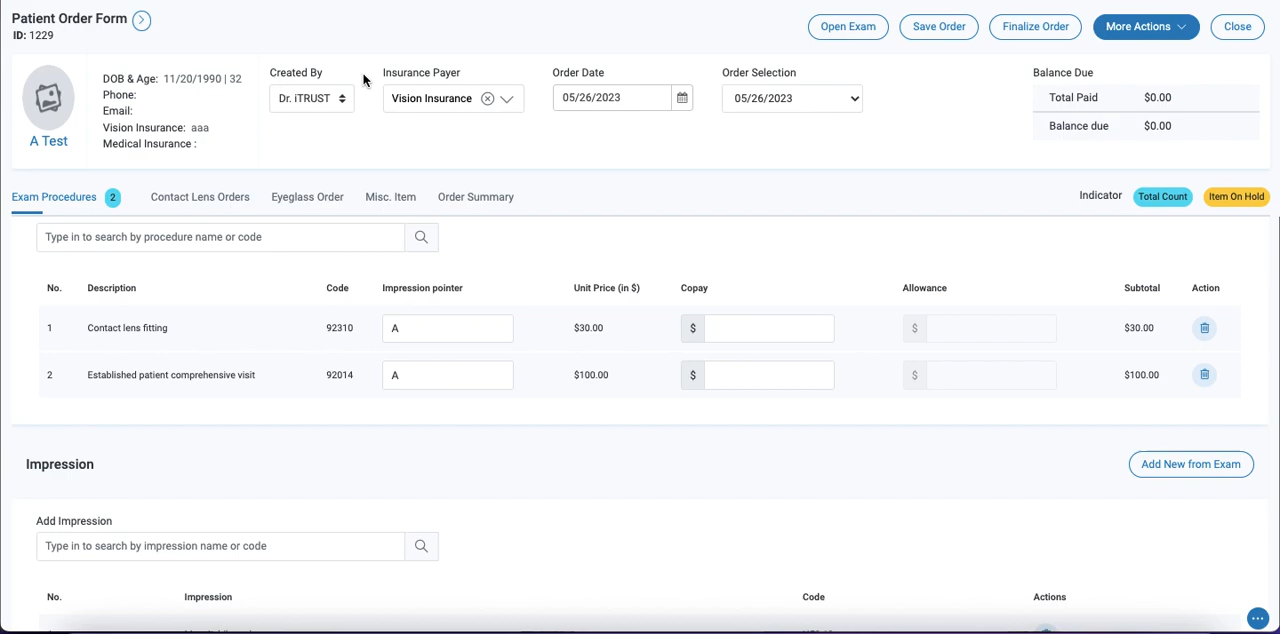 Patient Order Form
Open Exam Save Order Finalize Order More Actions Close
ID: 1229
DOB & Age: 11/20/1990 | 32
Phone:
Email:
Vision Insurance: aaa
Medical Insurance :
A Test
Created By
Dr. iTRUST
Insurance Payer
Vision Insurance
Order Date
05/26/2023
Order Selection
05/26/2023
Balance Due
Total Paid $0.00
Balance due $0.00
Exam Procedures 2 Contact Lens Orders Eyeglass Order Misc. Item Order Summary Indicator Total Count Item On Hold
Type in to search by procedure name or code
No. Description Code Impression pointer Unit Price (in $) Copay Allowance Subtotal Action
1 Contact lens fitting 92310 A $30.00 $ $ $30.00
2 Established patient comprehensive visit 92014 A $100.00 $ $ $100.00
Impression Add New from Exam
Add Impression
Type in to search by impression name or code
No. Impression Code Actions